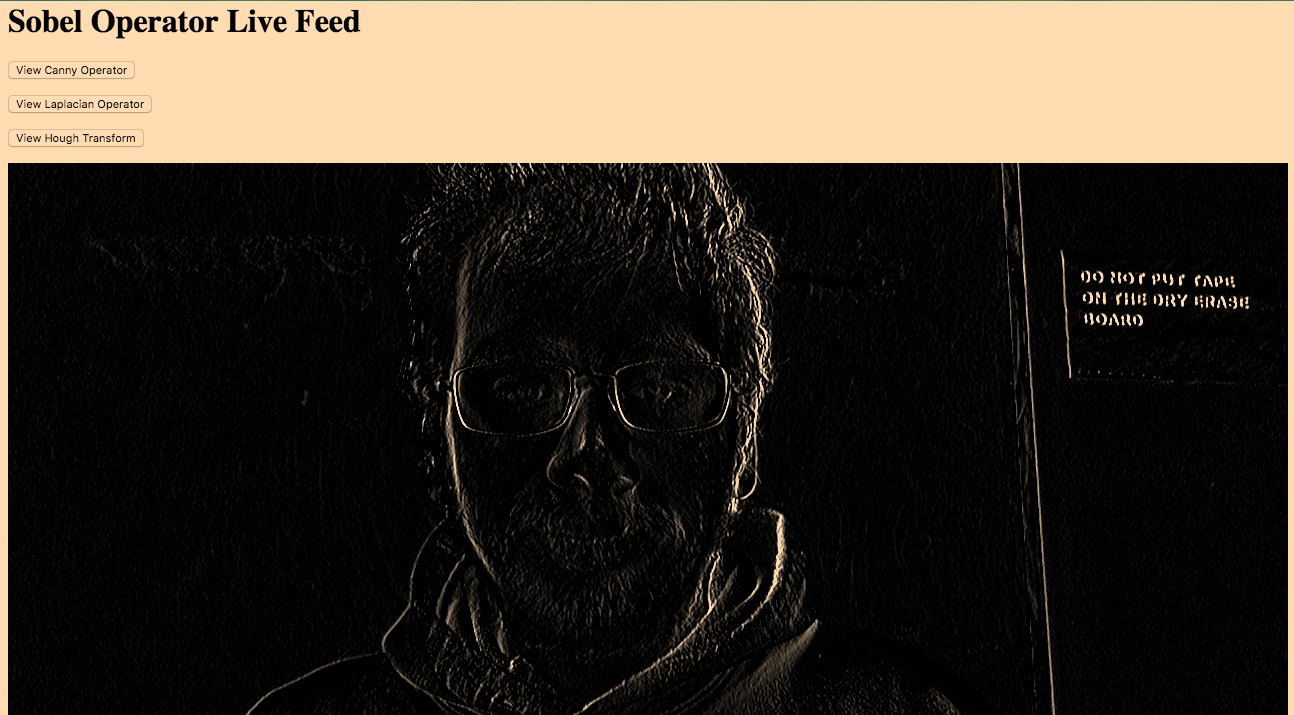 Sobel Operator Live Feed
View Canny Operator
View Laplacian Operator
View Hough Transform
DO NOT PUT TAPE
ON THE DRY ERASE
BOARD